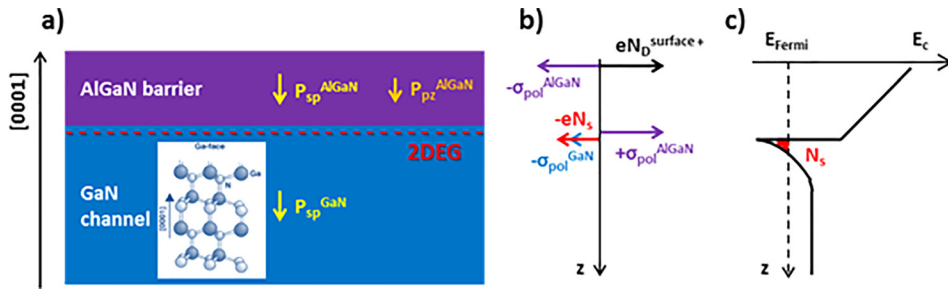 a)
[0001]
AlGaN barrier
P_sp^AlGaN
P_pz^AlGaN
2DEG
GaN
channel
Ga-face
Ga
N
[0001]
P_sp^GaN
b)
eN_D^surface+
-σ_pol^AlGaN
-eN_s
-σ_pol^GaN
+σ_pol^AlGaN
z
c)
E_Fermi
E_c
N_s
z